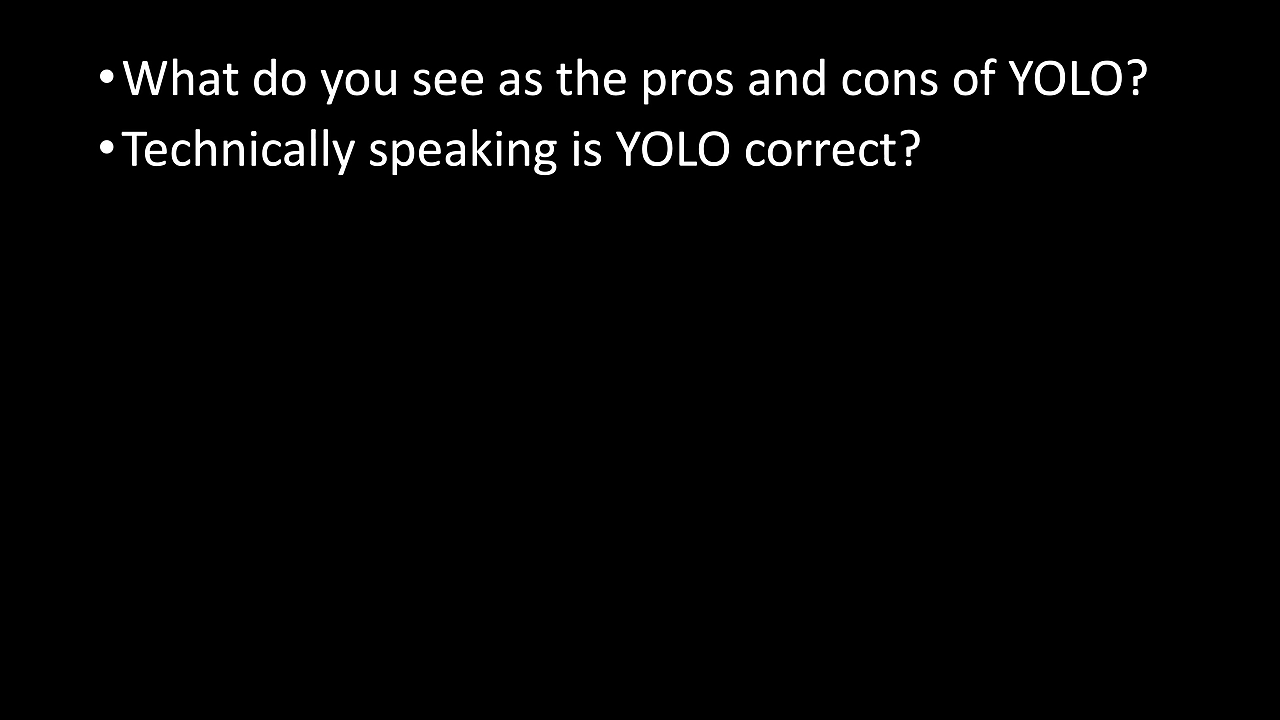 •What do you see as the pros and cons of YOLO?
•Technically speaking is YOLO correct?